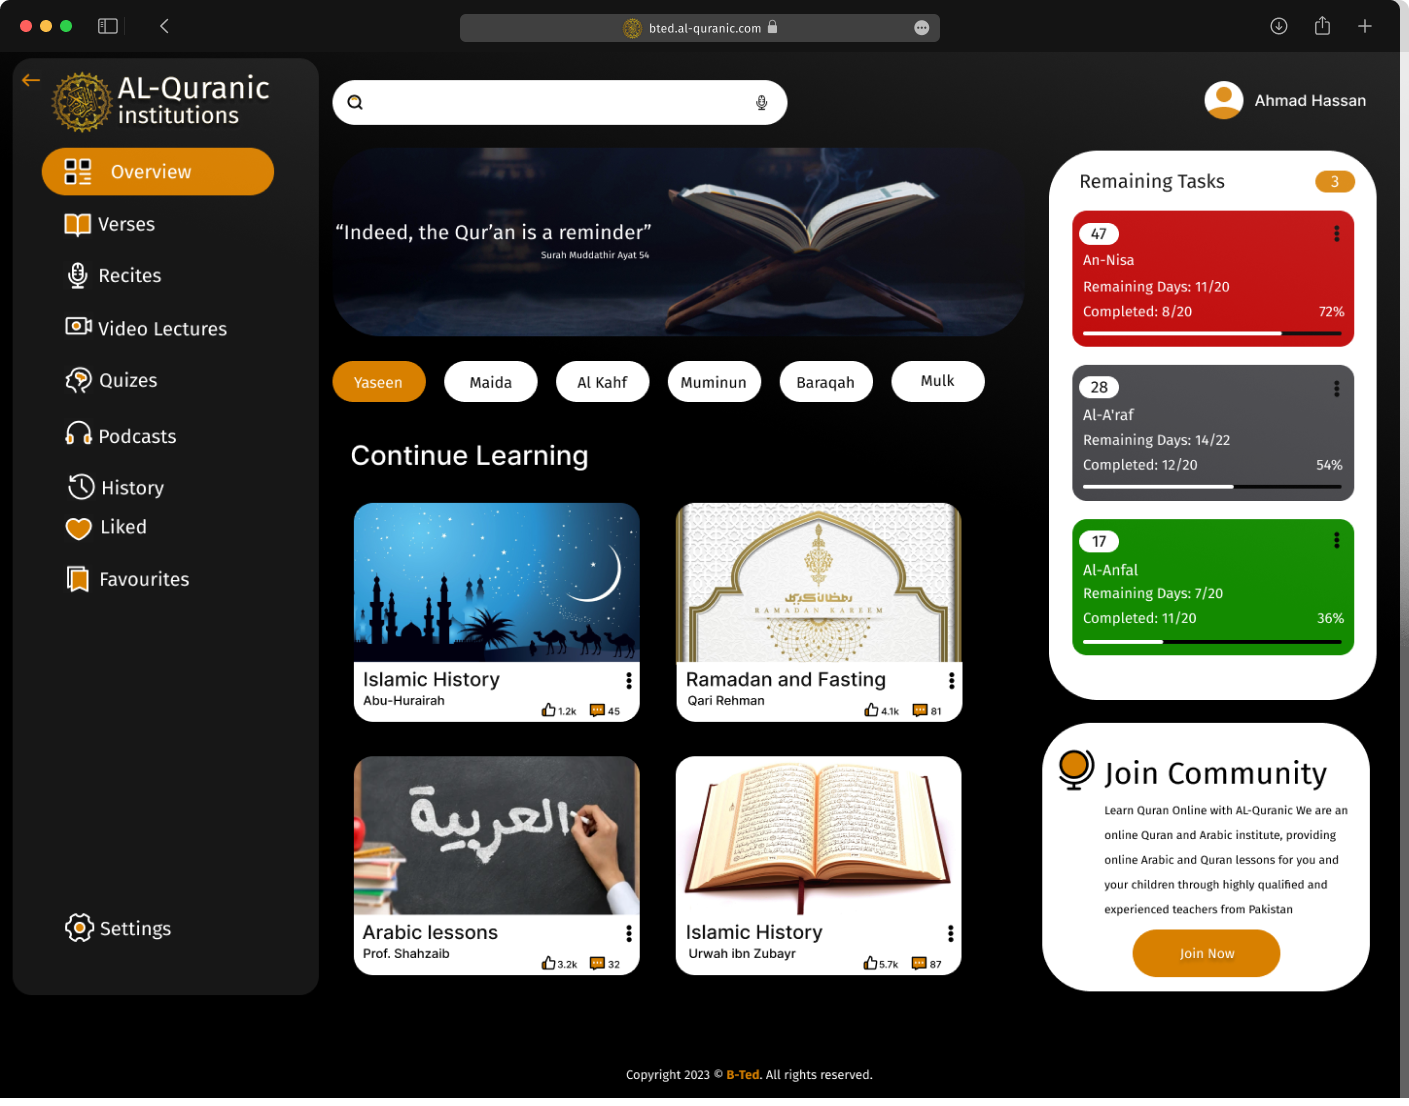 bted.al-quranic.com
AL-Quranic
institutions
Overview
Verses
Recites
Video Lectures
Quizes
Podcasts
History
Liked
Favourites
Settings
Ahmad Hassan
“Indeed, the Qur’an is a reminder”
Surah Muddathir Ayat 54
Yaseen
Maida
Al Kahf
Muminun
Baraqah
Mulk
Continue Learning
رمضان كريم
RAMADAN KAREEM
Islamic History
Abu-Hurairah
1.2k 45
Ramadan and Fasting
Qari Rehman
4.1k 81
العربية
Arabic lessons
Prof. Shahzaib
3.2k 32
Islamic History
Urwah ibn Zubayr
5.7k 87
Remaining Tasks 3
47
An-Nisa
Remaining Days: 11/20
Completed: 8/20 72%
28
Al-A'raf
Remaining Days: 14/22
Completed: 12/20 54%
17
Al-Anfal
Remaining Days: 7/20
Completed: 11/20 36%
Join Community
Learn Quran Online with AL-Quranic We are an
online Quran and Arabic institute, providing
online Arabic and Quran lessons for you and
your children through highly qualified and
experienced teachers from Pakistan
Join Now
Copyright 2023 © B-Ted. All rights reserved.